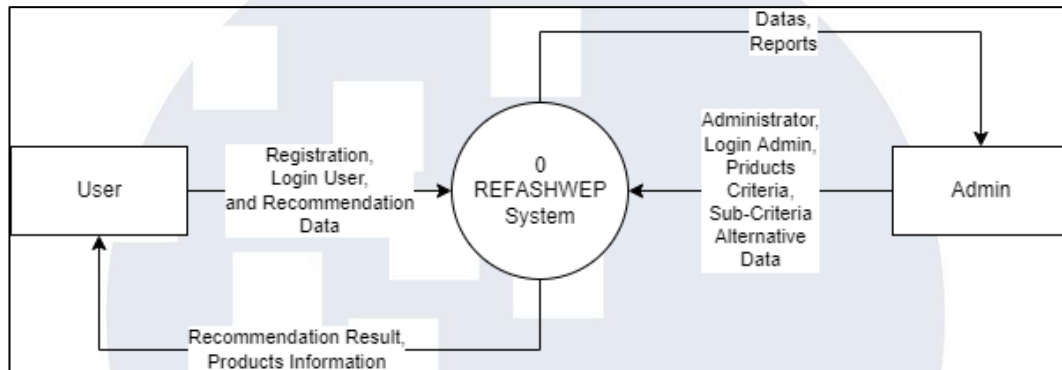 Datas,
Reports
User
Registration,
Login User,
and Recommendation
Data
0
REFASHWEP
System
Administrator,
Login Admin,
Priducts
Criteria,
Sub-Criteria
Alternative
Data
Admin
Recommendation Result,
Products Information